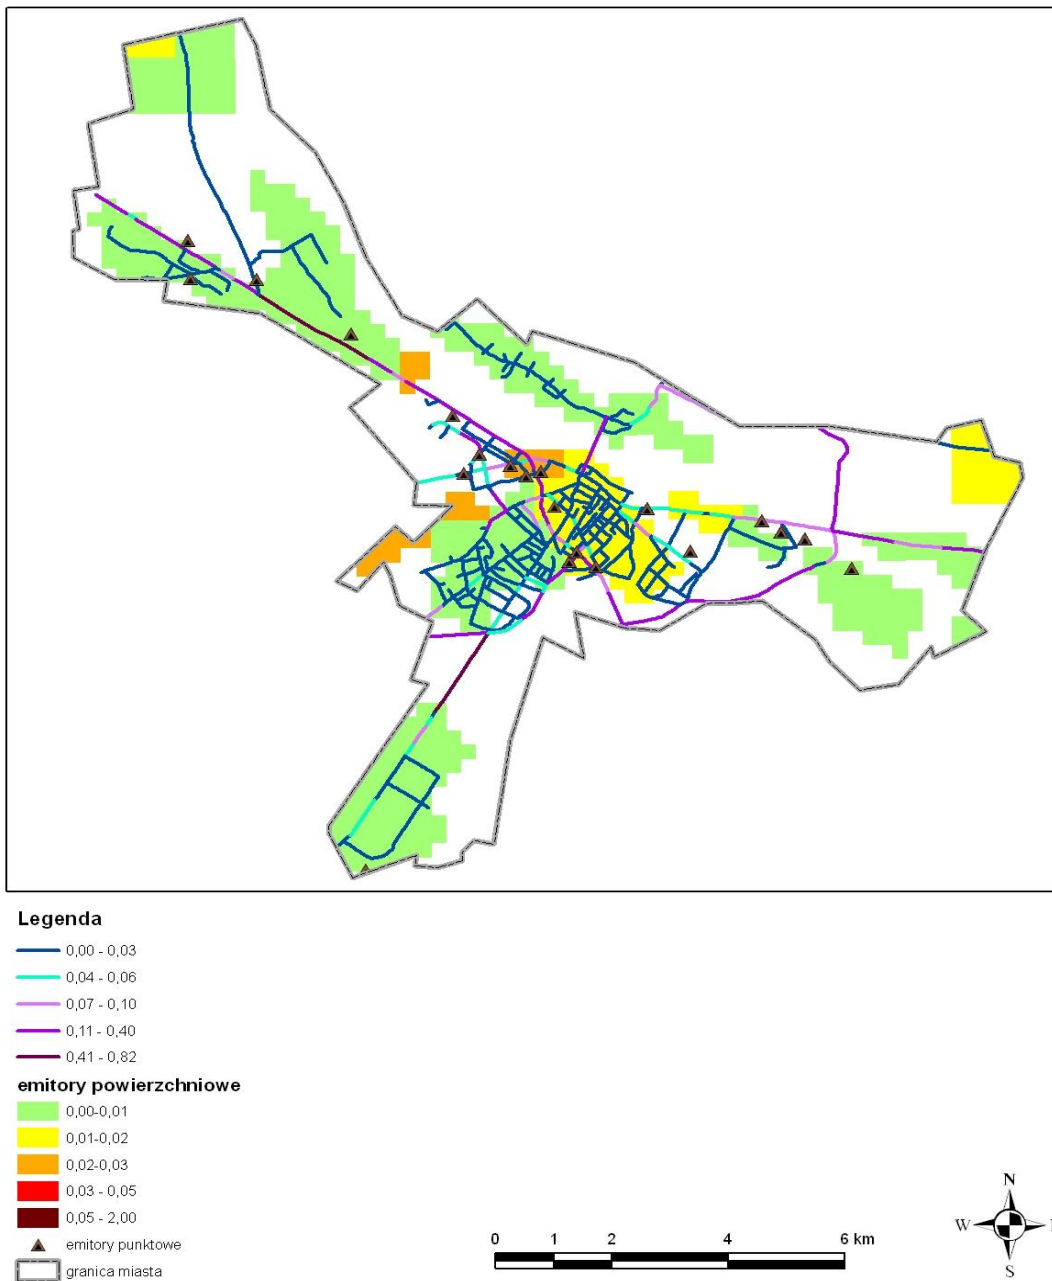 Legenda
0,00 - 0,03
0,04 - 0,06
0,07 - 0,10
0,11 - 0,40
0,41 - 0,82
emitory powierzchniowe
0,00-0,01
0,01-0,02
0,02-0,03
0,03 - 0,05
0,05 - 2,00
emitory punktowe
granica miasta
0 1 2 4 6 km
N
W
S